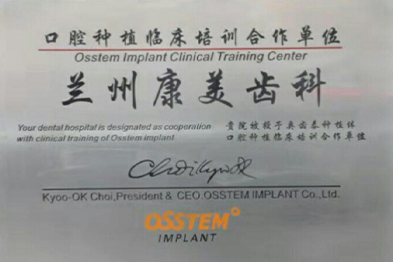 口腔种植临床培训合作单位
Osstem Implant Clinical Training Center
兰州康美齿科
Your dental hospital is designated as cooperation
with clinical training of Osstem implant
贵院被授予奥齿泰种植体
口腔种植临床培训合作单位
Kyoo-OK Choi,President & CEO.OSSTEM IMPLANT Co.,Ltd.
OSSTEM
IMPLANT